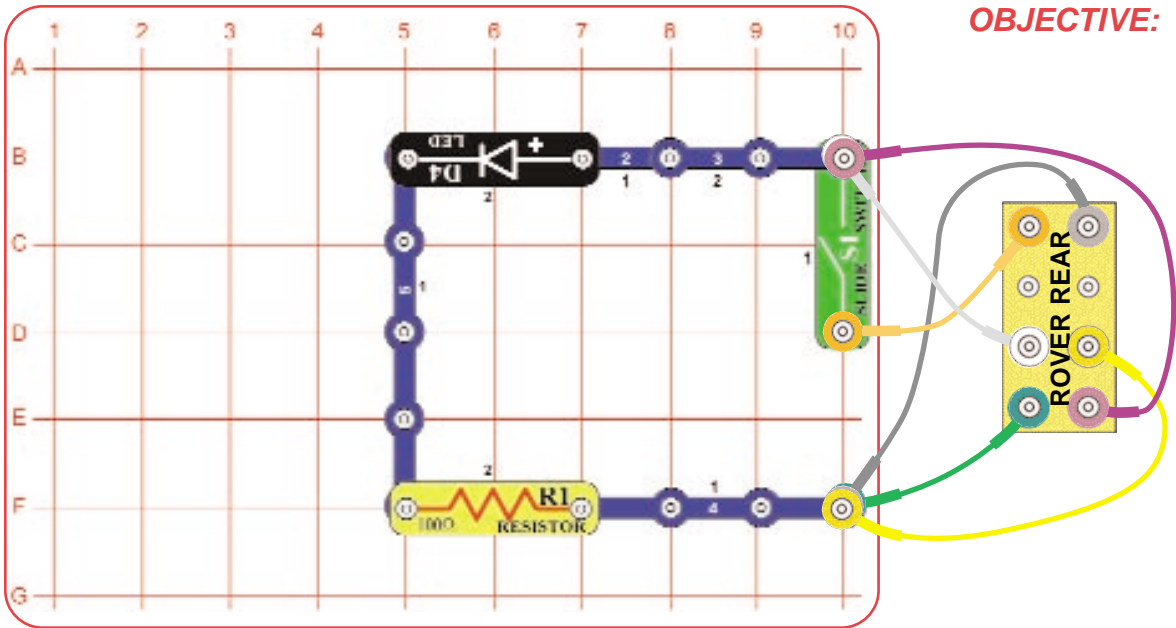 OBJECTIVE:
1 2 3 4 5 6 7 8 9 10
A
B
LED
D4
+
2
2
1
3
2
C
S1
SLIDE SWITCH
1
5
1
D
E
F
2
R1
100Ω
RESISTOR
1
4
G
ROVER REAR